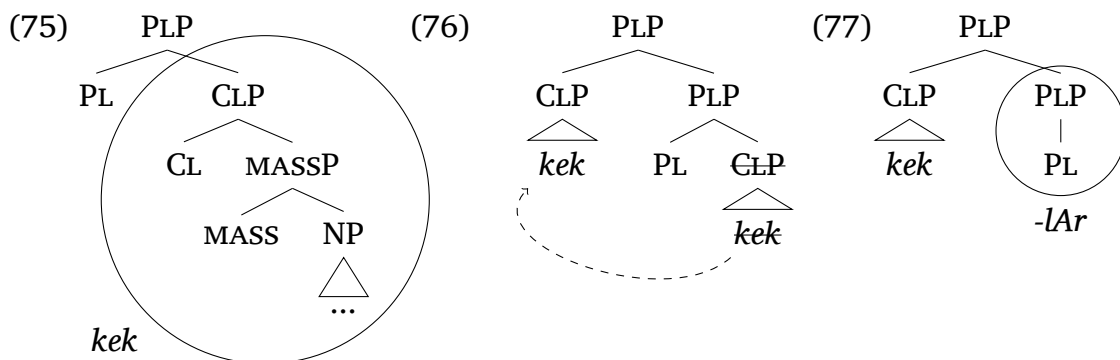 (75) PLP (76) PLP (77) PLP
PL CLP CLP PLP CLP PLP
CL MASSP kek PL CLP kek PL
MASS NP kek -lAr
...
kek